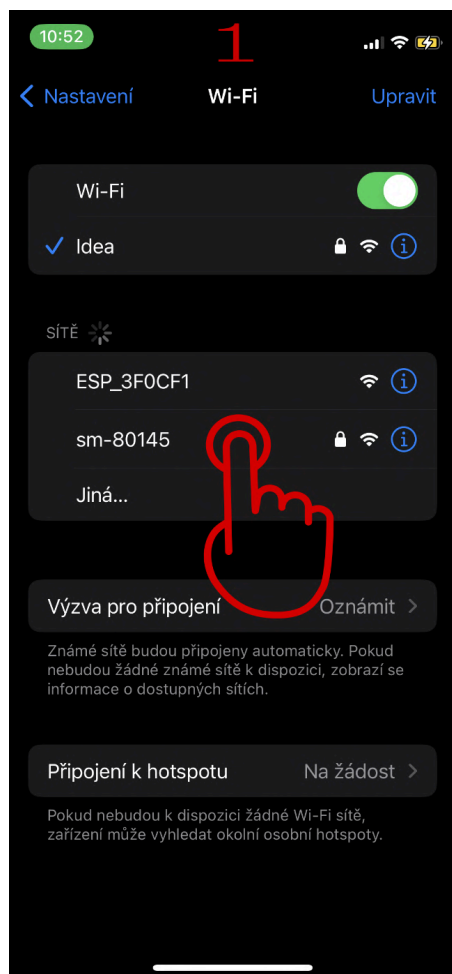 10:52
1
Nastavení
Wi-Fi
Upravit
Wi-Fi
Idea
SÍTĚ
ESP_3F0CF1
sm-80145
Jiná...
Výzva pro připojení
Oznámit
Známé sítě budou připojeny automaticky. Pokud
nebudou žádné známé sítě k dispozici, zobrazí se
informace o dostupných sítích.
Připojení k hotspotu
Na žádost
Pokud nebudou k dispozici žádné Wi-Fi sítě,
zařízení může vyhledat okolní osobní hotspoty.